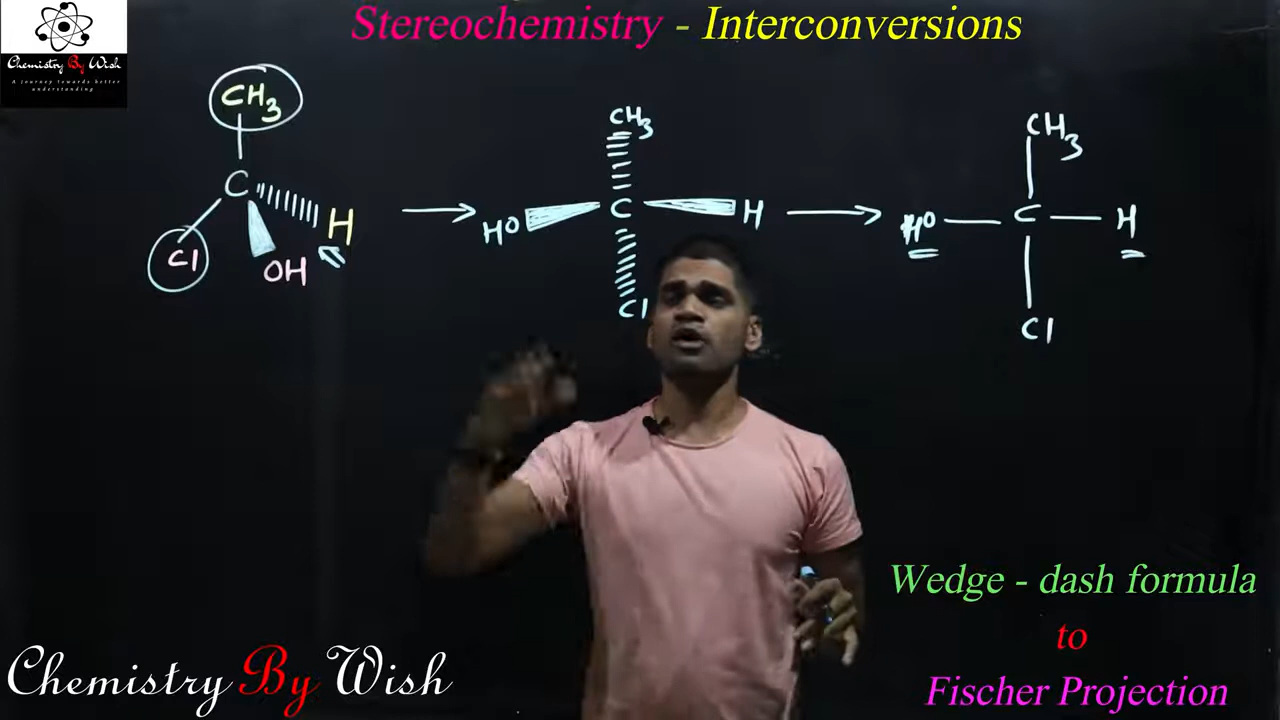 Stereochemistry - Interconversions
Chemistry By Wish
A journey towards better
understanding
CH3
C
H
Cl
OH
CH3
HO C H
Cl
CH3
HO C H
Cl
Wedge - dash formula
to
Fischer Projection
Chemistry By Wish